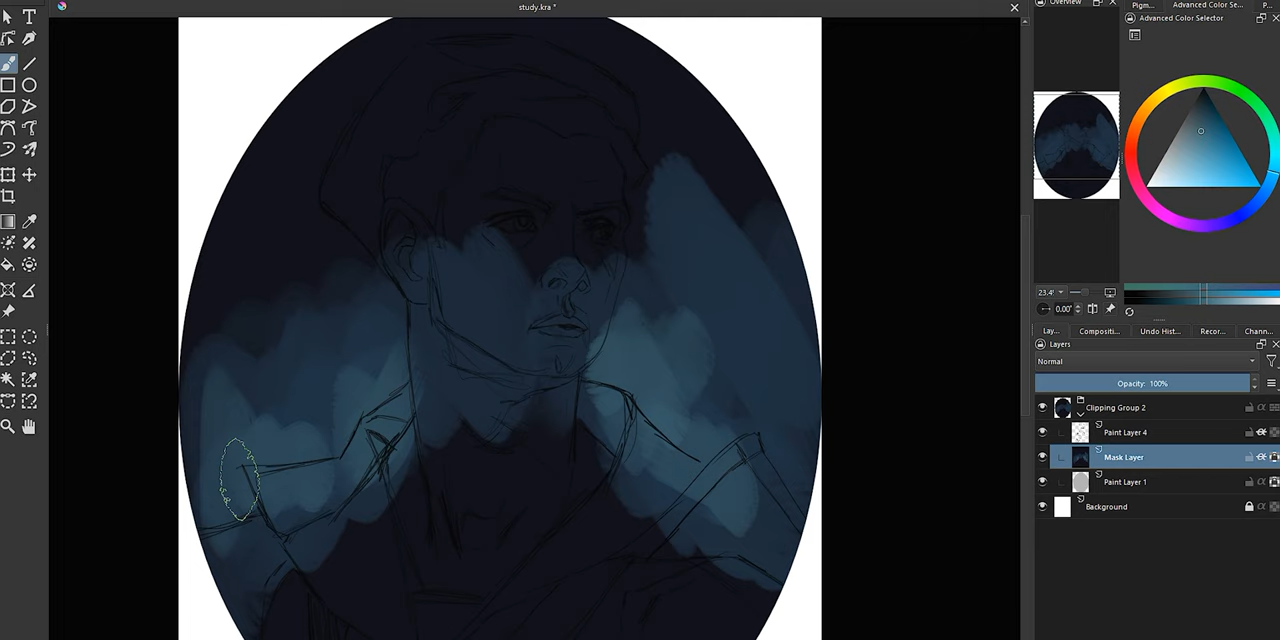 study.kra *
Overview
Pigm...
Advanced Color Se...
P...
Advanced Color Selector
23.4
0.00°
Lay...
Compositi...
Undo Hist...
Recor...
Chann...
Layers
Normal
Opacity: 100%
Clipping Group 2
Paint Layer 4
Mask Layer
Paint Layer 1
Background